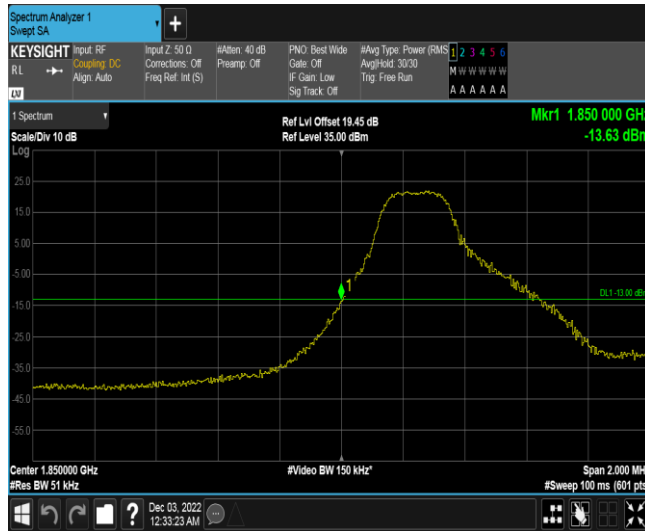 Spectrum Analyzer 1
Swept SA
+
KEYSIGHT
RL
LXI
Input: RF
Coupling: DC
Align: Auto
Input Z: 50 Ω
Corrections: Off
Freq Ref: Int (S)
#Atten: 40 dB
Preamp: Off
PNO: Best Wide
Gate: Off
IF Gain: Low
Sig Track: Off
#Avg Type: Power (RMS
Avg|Hold: 30/30
Trig: Free Run
1 2 3 4 5 6
M W W W W W
A A A A A A
1 Spectrum
Scale/Div 10 dB
Log
Ref Lvl Offset 19.45 dB
Ref Level 35.00 dBm
Mkr1 1.850 000 GHz
-13.63 dBm
25.0
15.0
5.00
-5.00
-15.0
-25.0
-35.0
-45.0
-55.0
1
DL1 -13.00 dBm
Center 1.850000 GHz
#Res BW 51 kHz
#Video BW 150 kHz*
Span 2.000 MH
#Sweep 100 ms (601 pts
?
Dec 03, 2022
12:33:23 AM